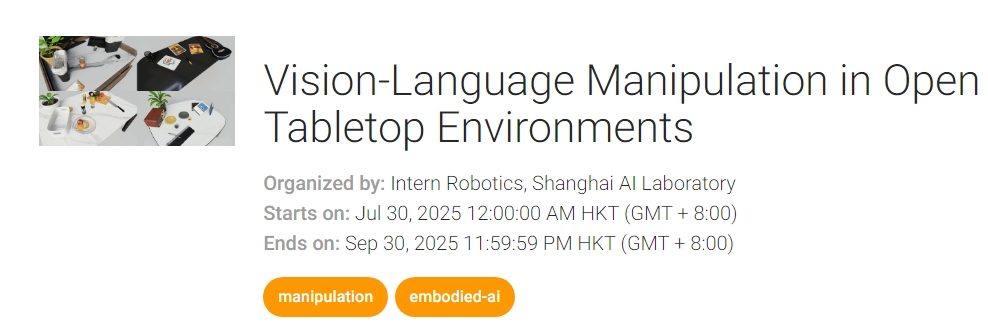 Vision-Language Manipulation in Open
Tabletop Environments
Organized by: Intern Robotics, Shanghai AI Laboratory
Starts on: Jul 30, 2025 12:00:00 AM HKT (GMT + 8:00)
Ends on: Sep 30, 2025 11:59:59 PM HKT (GMT + 8:00)
manipulation
embodied-ai